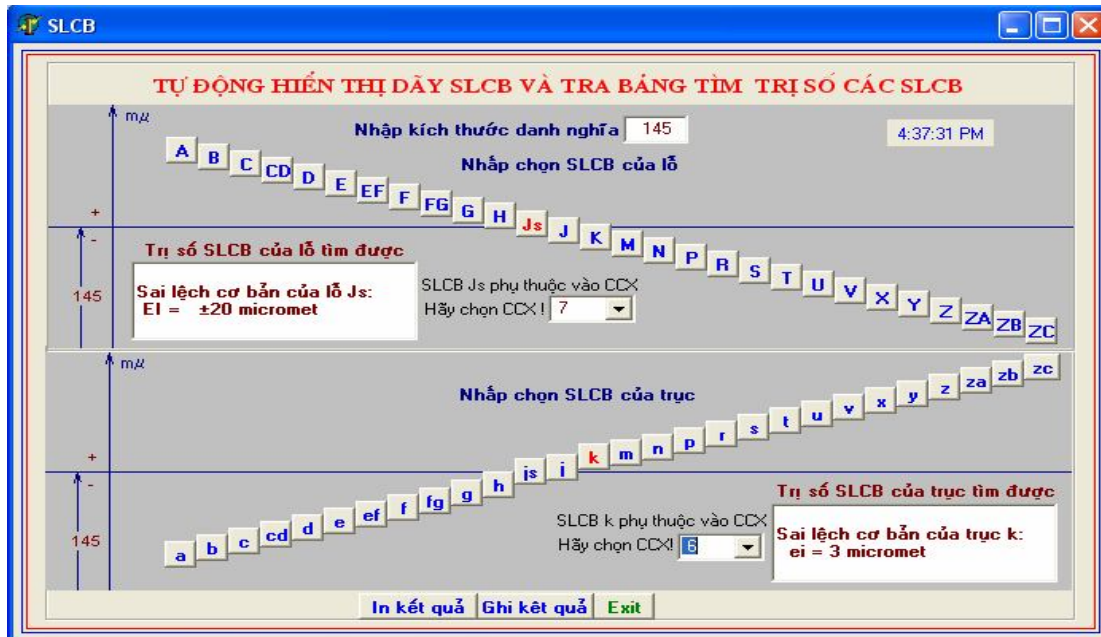 SLCB
TỰ ĐỘNG HIỂN THỊ DÃY SLCB VÀ TRA BẢNG TÌM TRỊ SỐ CÁC SLCB
mμ
Nhập kích thước danh nghĩa 145
4:37:31 PM
Nhấp chọn SLCB của lỗ
A B C CD D E EF F FG G H Js J K M N P R S T U V X Y Z ZA ZB ZC
+
-
145
Trị số SLCB của lỗ tìm được
Sai lệch cơ bản của lỗ Js:
EI = ±20 micromet
SLCB Js phụ thuộc vào CCX
Hãy chọn CCX ! 7
mμ
Nhấp chọn SLCB của trục
a b c cd d e ef f fg g h js j k m n p r s t u v x y z za zb zc
+
-
145
SLCB k phụ thuộc vào CCX
Hãy chọn CCX! 6
Trị số SLCB của trục tìm được
Sai lệch cơ bản của trục k:
ei = 3 micromet
In kết quả Ghi kêt quả Exit